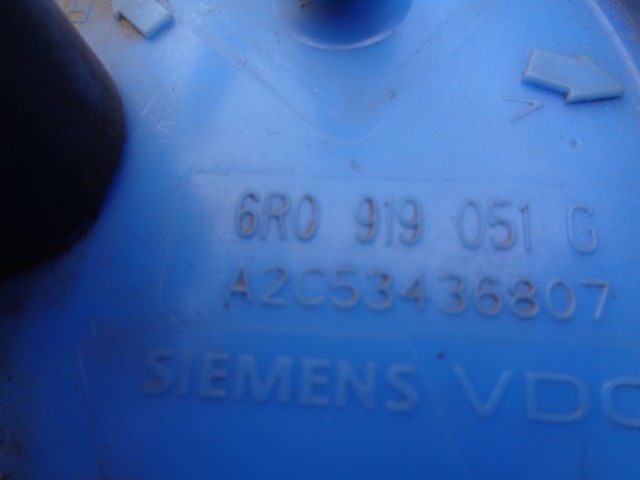 6R0 919 051 G
A2C53436807
SIEMENS VDO